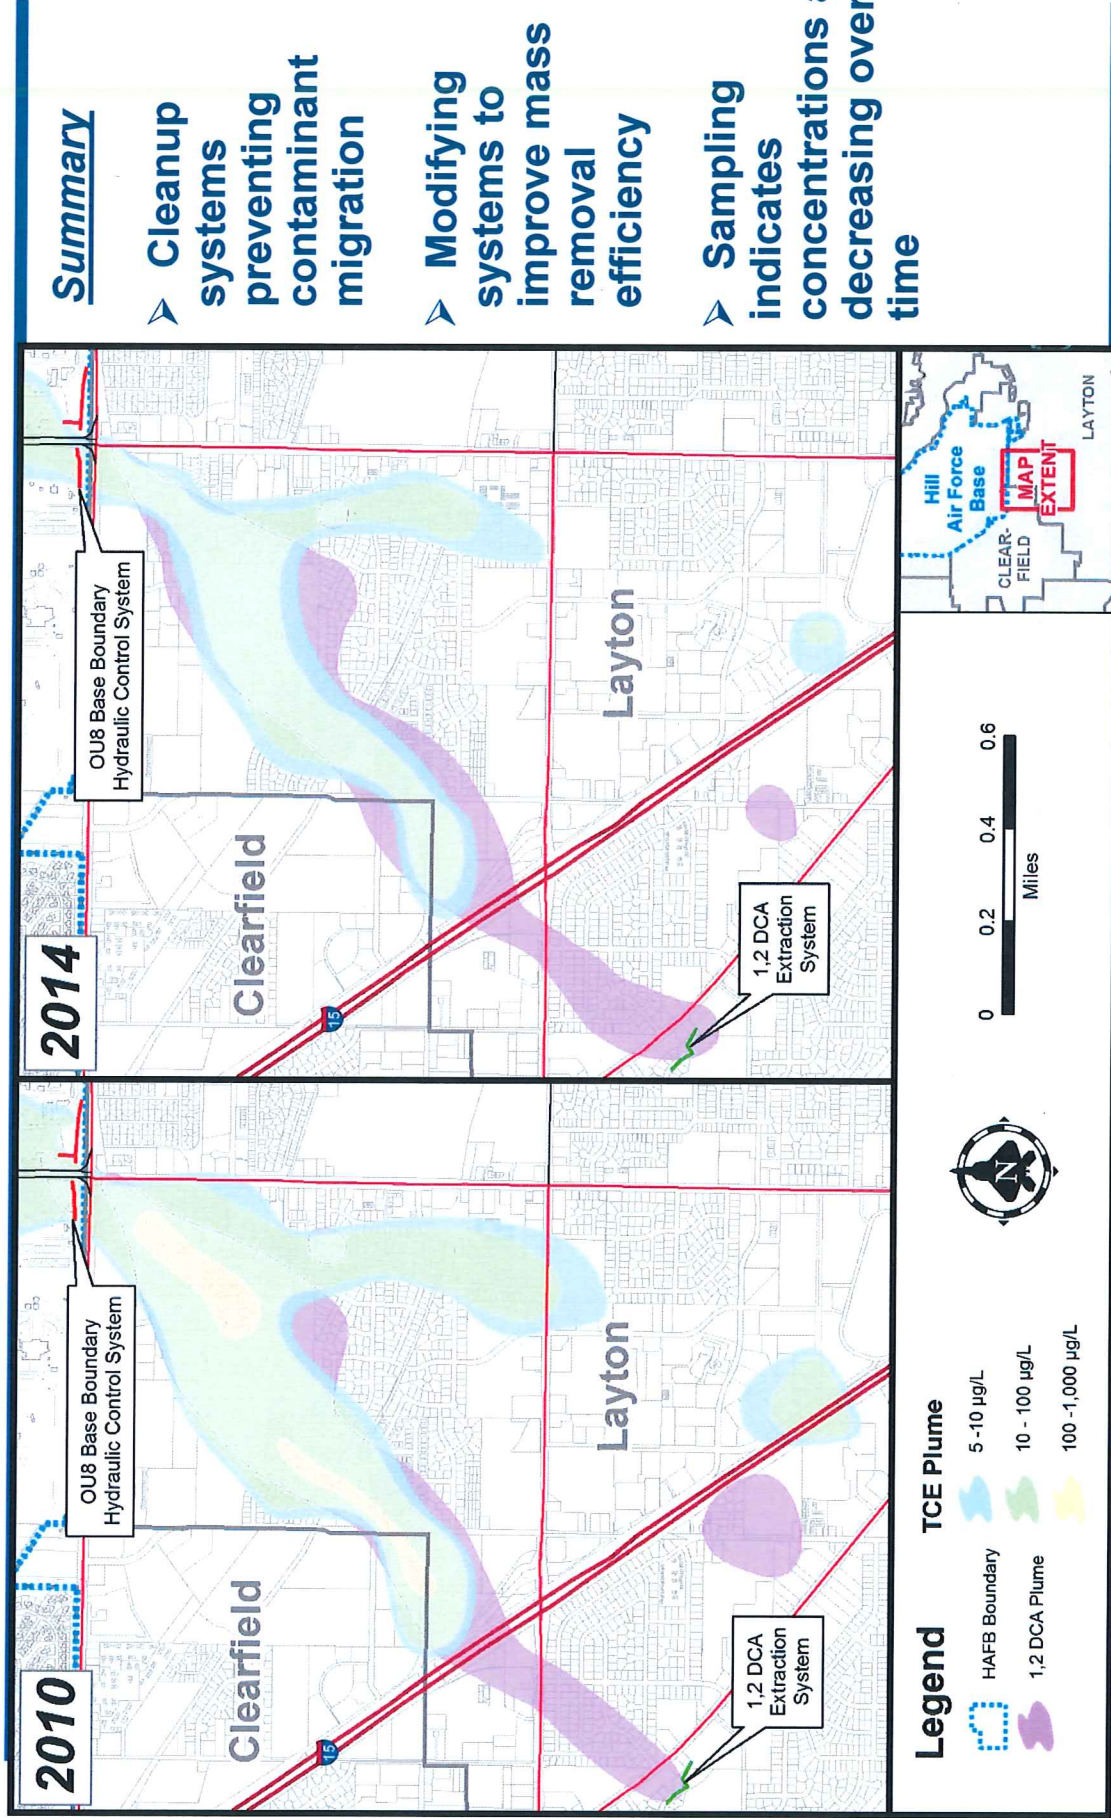 2010
OU8 Base Boundary
Hydraulic Control System
Clearfield
15
Layton
1,2 DCA
Extraction
System
2014
OU8 Base Boundary
Hydraulic Control System
Clearfield
15
Layton
1,2 DCA
Extraction
System
Legend
HAFB Boundary
1,2 DCA Plume
TCE Plume
5 -10 µg/L
10 - 100 µg/L
100 -1,000 µg/L
N
0 0.2 0.4 0.6
Miles
Hill
Air Force
Base
CLEAR-
FIELD
MAP
EXTENT
LAYTON
Summary
➢ Cleanup
systems
preventing
contaminant
migration
➢ Modifying
systems to
improve mass
removal
efficiency
➢ Sampling
indicates
concentrations
decreasing over
time